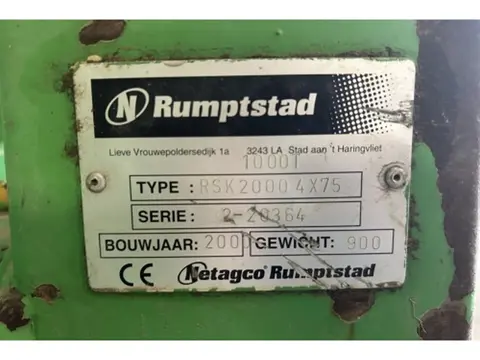 N Rumptstad
Lieve Vrouwepoldersedijk 1a 3243 LA Stad aan 't Haringvliet
10001
TYPE: RSK2000 4X75
SERIE: 2-20364
BOUWJAAR: 2000 GEWICHT: 900
CE Netagco Rumptstad